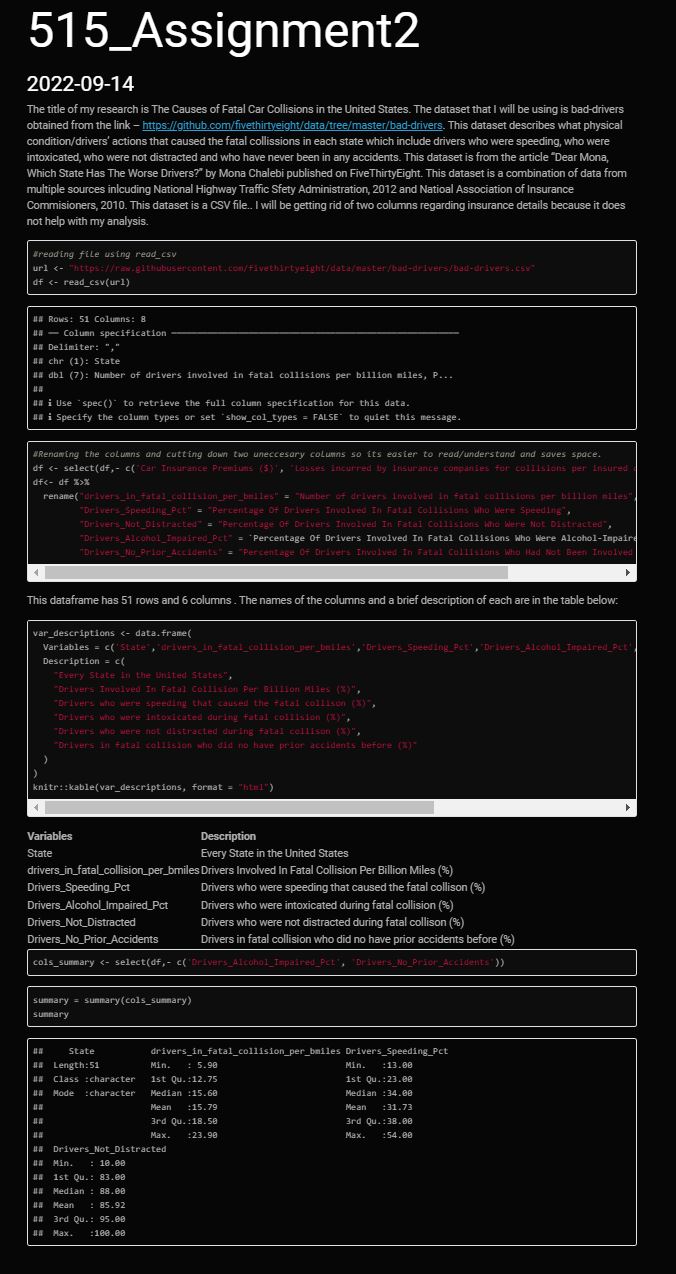 515_Assignment2
2022-09-14
The title of my research is The Causes of Fatal Car Collisions in the United States. The dataset that I will be using is bad-drivers
obtained from the link – https://github.com/fivethirtyeight/data/tree/master/bad-drivers. This dataset describes what physical
condition/drivers' actions that caused the fatal collissions in each state which include drivers who were speeding, who were
intoxicated, who were not distracted and who have never been in any accidents. This dataset is from the article “Dear Mona,
Which State Has The Worse Drivers?” by Mona Chalebi published on FiveThirtyEight. This dataset is a combination of data from
multiple sources inlcuding National Highway Traffic Sfety Administration, 2012 and Natioal Association of Insurance
Commisioners, 2010. This dataset is a CSV file.. I will be getting rid of two columns regarding insurance details because it does
not help with my analysis.
#reading file using read_csv
url <- "https://raw.githubusercontent.com/fivethirtyeight/data/master/bad-drivers/bad-drivers.csv"
df <- read_csv(url)
## Rows: 51 Columns: 8
## ── Column specification ────────────────────────────────────────────────────────
## Delimiter: ","
## chr (1): State
## dbl (7): Number of drivers involved in fatal collisions per billion miles, P...
##
## ℹ Use `spec()` to retrieve the full column specification for this data.
## ℹ Specify the column types or set `show_col_types = FALSE` to quiet this message.
#Renaming the columns and cutting down two uneccesary columns so its easier to read/understand and saves space.
df <- select(df,- c('Car Insurance Premiums ($)', 'Losses incurred by insurance companies for collisions per insured
df<- df %>%
rename("drivers_in_fatal_collision_per_bmiles" = "Number of drivers involved in fatal collisions per billion miles",
"Drivers_Speeding_Pct" = "Percentage Of Drivers Involved In Fatal Collisions Who Were Speeding",
"Drivers_Not_Distracted" = "Percentage Of Drivers Involved In Fatal Collisions Who Were Not Distracted",
"Drivers_Alcohol_Impaired_Pct" = `Percentage Of Drivers Involved In Fatal Collisions Who Were Alcohol-Impaire
"Drivers_No_Prior_Accidents" = "Percentage Of Drivers Involved In Fatal Collisions Who Had Not Been Involved
This dataframe has 51 rows and 6 columns . The names of the columns and a brief description of each are in the table below:
var_descriptions <- data.frame(
Variables = c('State','drivers_in_fatal_collision_per_bmiles','Drivers_Speeding_Pct','Drivers_Alcohol_Impaired_Pct',
Description = c(
"Every State in the United States",
"Drivers Involved In Fatal Collision Per Billion Miles (%)",
"Drivers who were speeding that caused the fatal collison (%)",
"Drivers who were intoxicated during fatal collision (%)",
"Drivers who were not distracted during fatal collison (%)",
"Drivers in fatal collision who did no have prior accidents before (%)"
)
)
knitr::kable(var_descriptions, format = "html")
Variables Description
State Every State in the United States
drivers_in_fatal_collision_per_bmiles Drivers Involved In Fatal Collision Per Billion Miles (%)
Drivers_Speeding_Pct Drivers who were speeding that caused the fatal collison (%)
Drivers_Alcohol_Impaired_Pct Drivers who were intoxicated during fatal collision (%)
Drivers_Not_Distracted Drivers who were not distracted during fatal collison (%)
Drivers_No_Prior_Accidents Drivers in fatal collision who did no have prior accidents before (%)
cols_summary <- select(df,- c('Drivers_Alcohol_Impaired_Pct', 'Drivers_No_Prior_Accidents'))
summary = summary(cols_summary)
summary
## State drivers_in_fatal_collision_per_bmiles Drivers_Speeding_Pct
## Length:51 Min. : 5.90 Min. :13.00
## Class :character 1st Qu.:12.75 1st Qu.:23.00
## Mode :character Median :15.60 Median :34.00
## Mean :15.79 Mean :31.73
## 3rd Qu.:18.50 3rd Qu.:38.00
## Max. :23.90 Max. :54.00
## Drivers_Not_Distracted
## Min. : 10.00
## 1st Qu.: 83.00
## Median : 88.00
## Mean : 85.92
## 3rd Qu.: 95.00
## Max. :100.00